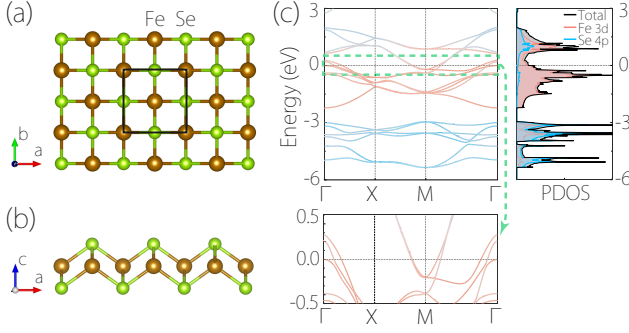 (a)
Fe Se
b
a
(b)
c
a
(c)
Energy (eV)
3
0
-3
-6
Γ X M Γ
3
0
-3
-6
Total
Fe 3d
Se 4p
PDOS
0.5
0.0
-0.5
Γ X M Γ